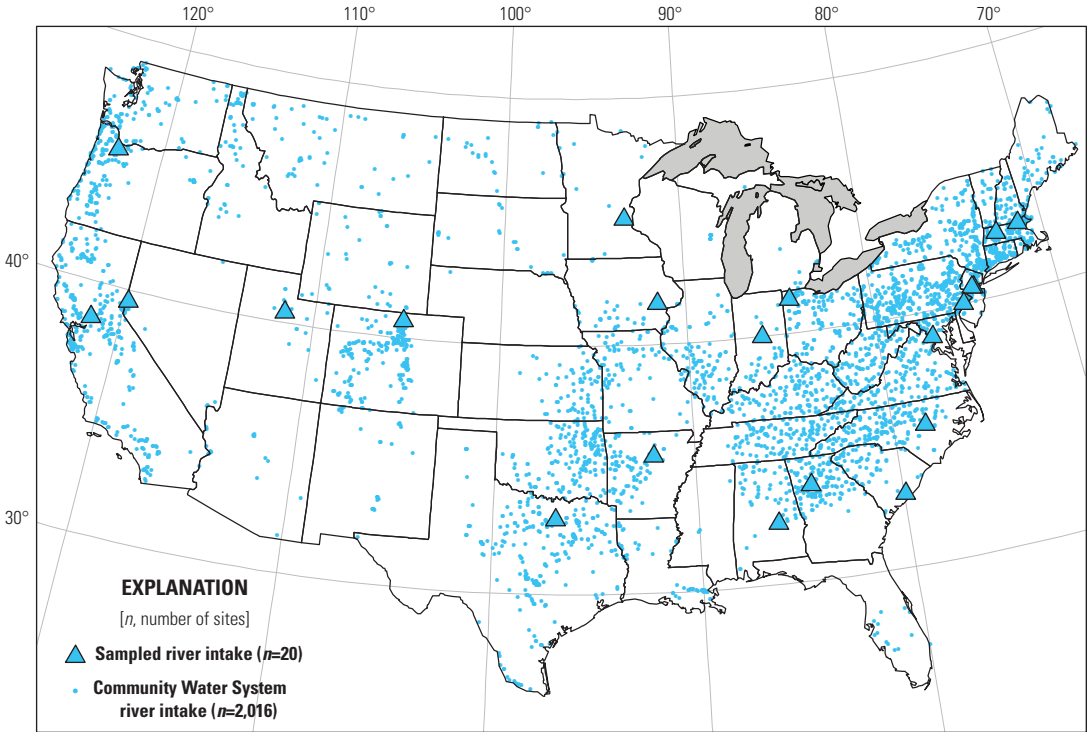 120° 110° 100° 90° 80° 70°
40°
30°
EXPLANATION
[n, number of sites]
Sampled river intake (n=20)
Community Water System
river intake (n=2,016)